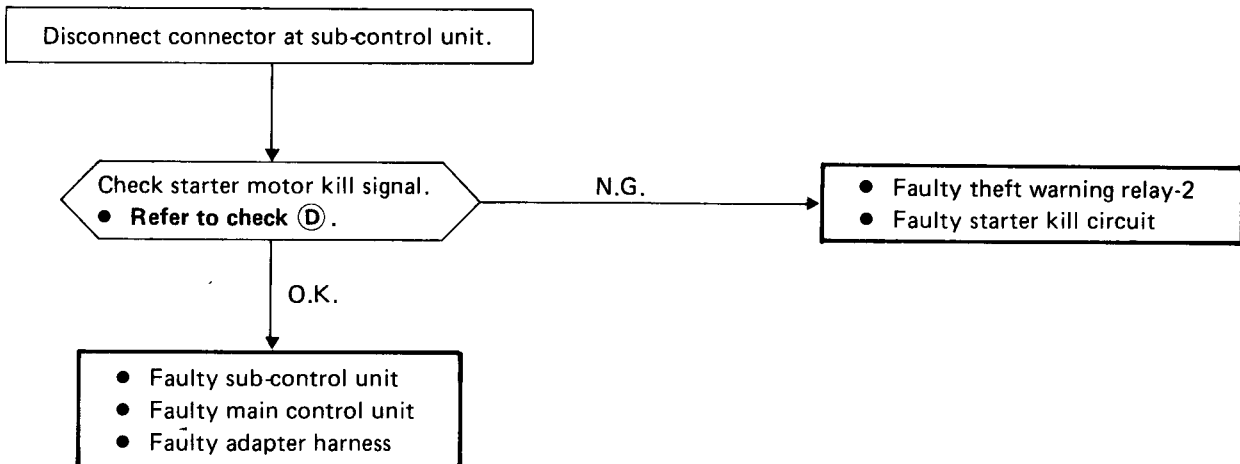 Disconnect connector at sub-control unit.
Check starter motor kill signal.
● Refer to check Ⓓ.
N.G.
● Faulty theft warning relay-2
● Faulty starter kill circuit
O.K.
● Faulty sub-control unit
● Faulty main control unit
● Faulty adapter harness